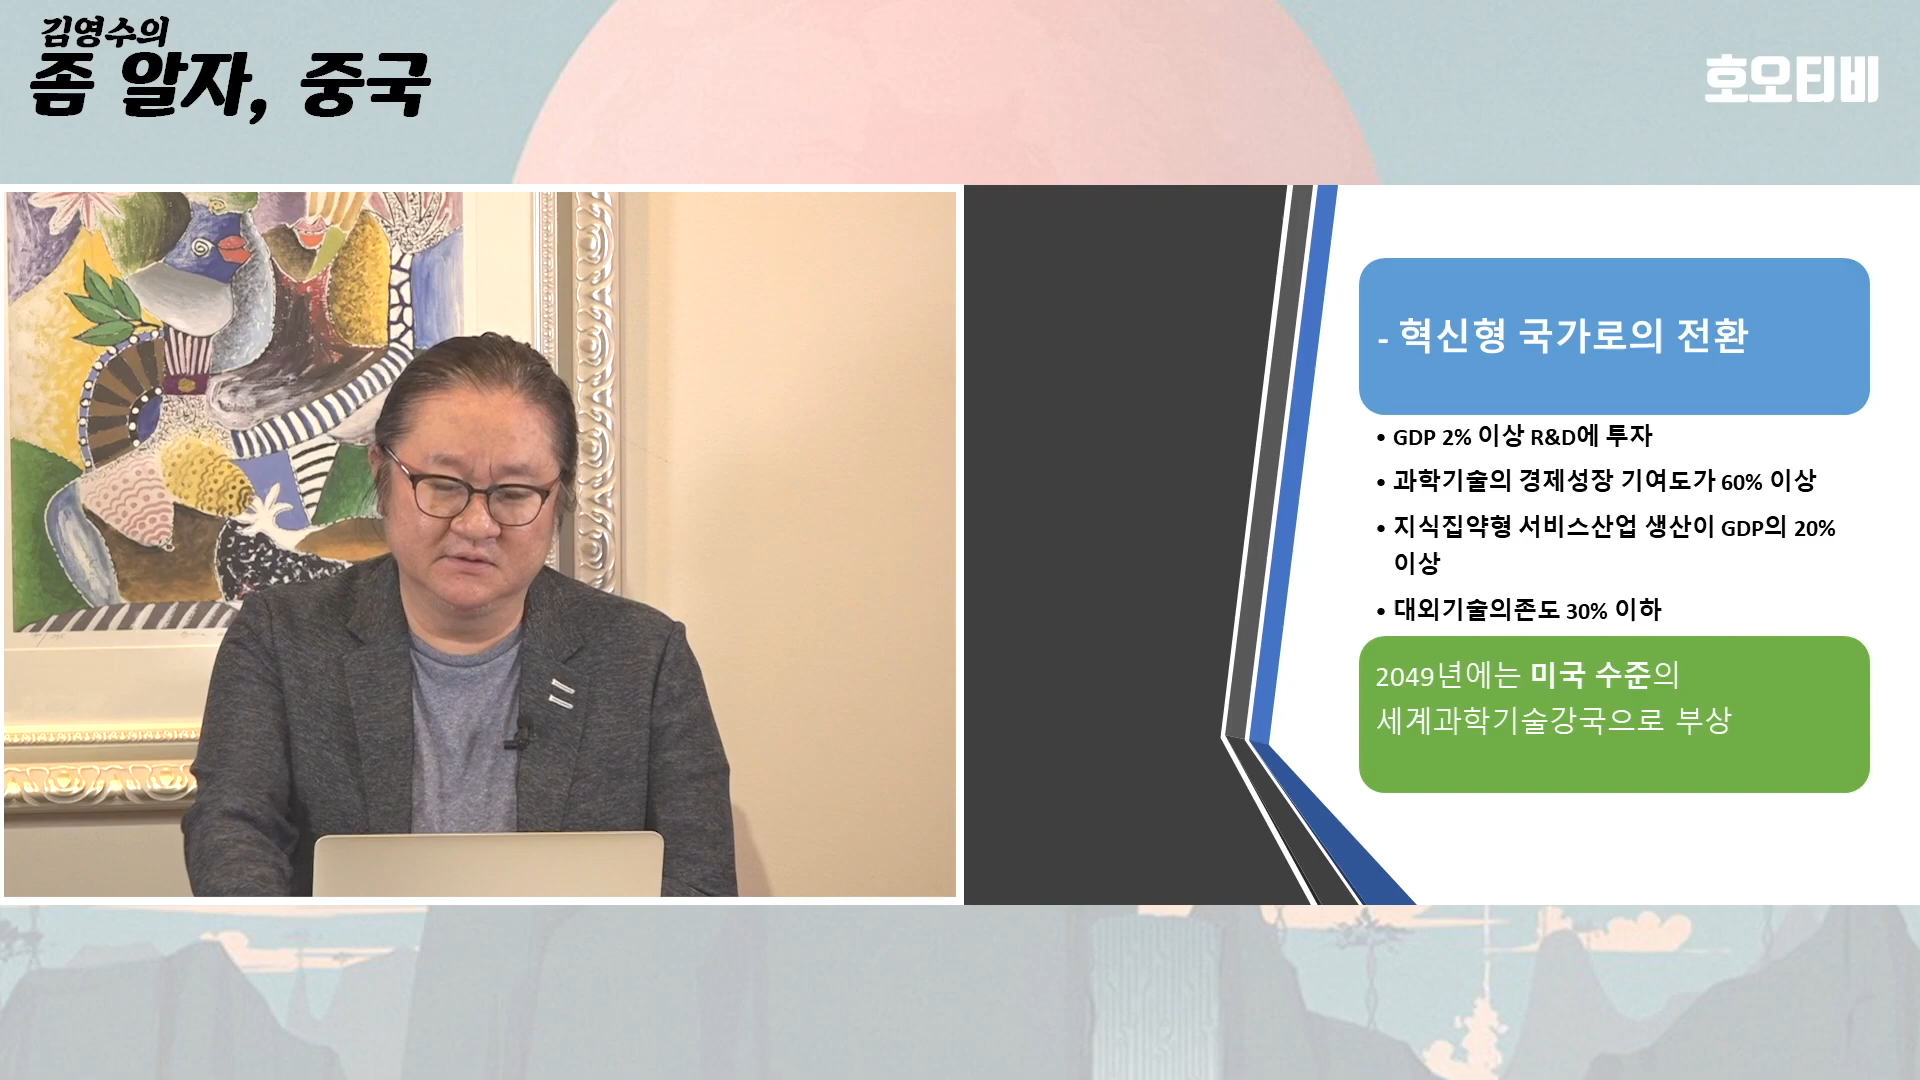 김영수의
좀 알자, 중국
호오티비
- 혁신형 국가로의 전환
• GDP 2% 이상 R&D에 투자
• 과학기술의 경제성장 기여도가 60% 이상
• 지식집약형 서비스산업 생산이 GDP의 20%
이상
• 대외기술의존도 30% 이하
2049년에는 미국 수준의
세계과학기술강국으로 부상